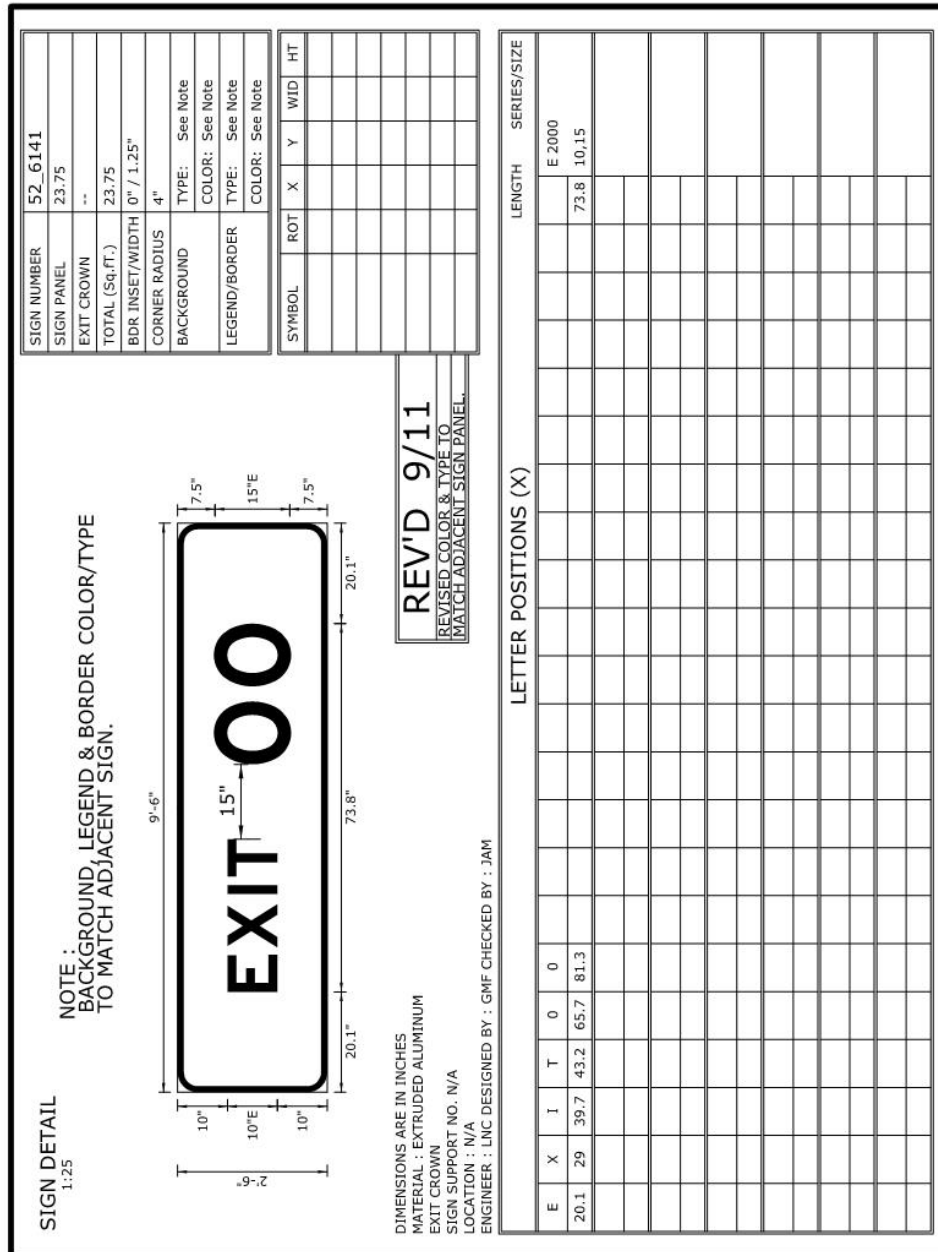 SIGN DETAIL
1:25
NOTE :
BACKGROUND, LEGEND & BORDER COLOR/TYPE
TO MATCH ADJACENT SIGN.
SIGN NUMBER 52_6141
SIGN PANEL 23.75
EXIT CROWN --
TOTAL (Sq.fT.) 23.75
BDR INSET/WIDTH 0" / 1.25"
CORNER RADIUS 4"
BACKGROUND TYPE: See Note
COLOR: See Note
LEGEND/BORDER TYPE: See Note
COLOR: See Note
SYMBOL ROT X Y WID HT
9'-6"
2'-6"
10"
10"E
10"
EXIT 15" 00
7.5"
15"E
7.5"
20.1" 73.8" 20.1"
REV'D 9/11
REVISED COLOR & TYPE TO
MATCH ADJACENT SIGN PANEL.
DIMENSIONS ARE IN INCHES
MATERIAL : EXTRUDED ALUMINUM
EXIT CROWN
SIGN SUPPORT NO. N/A
LOCATION : N/A
ENGINEER : LNC DESIGNED BY : GMF CHECKED BY : JAM
LETTER POSITIONS (X) LENGTH SERIES/SIZE
E X I T 0 0 E 2000
20.1 29 39.7 43.2 65.7 81.3 73.8 10,15